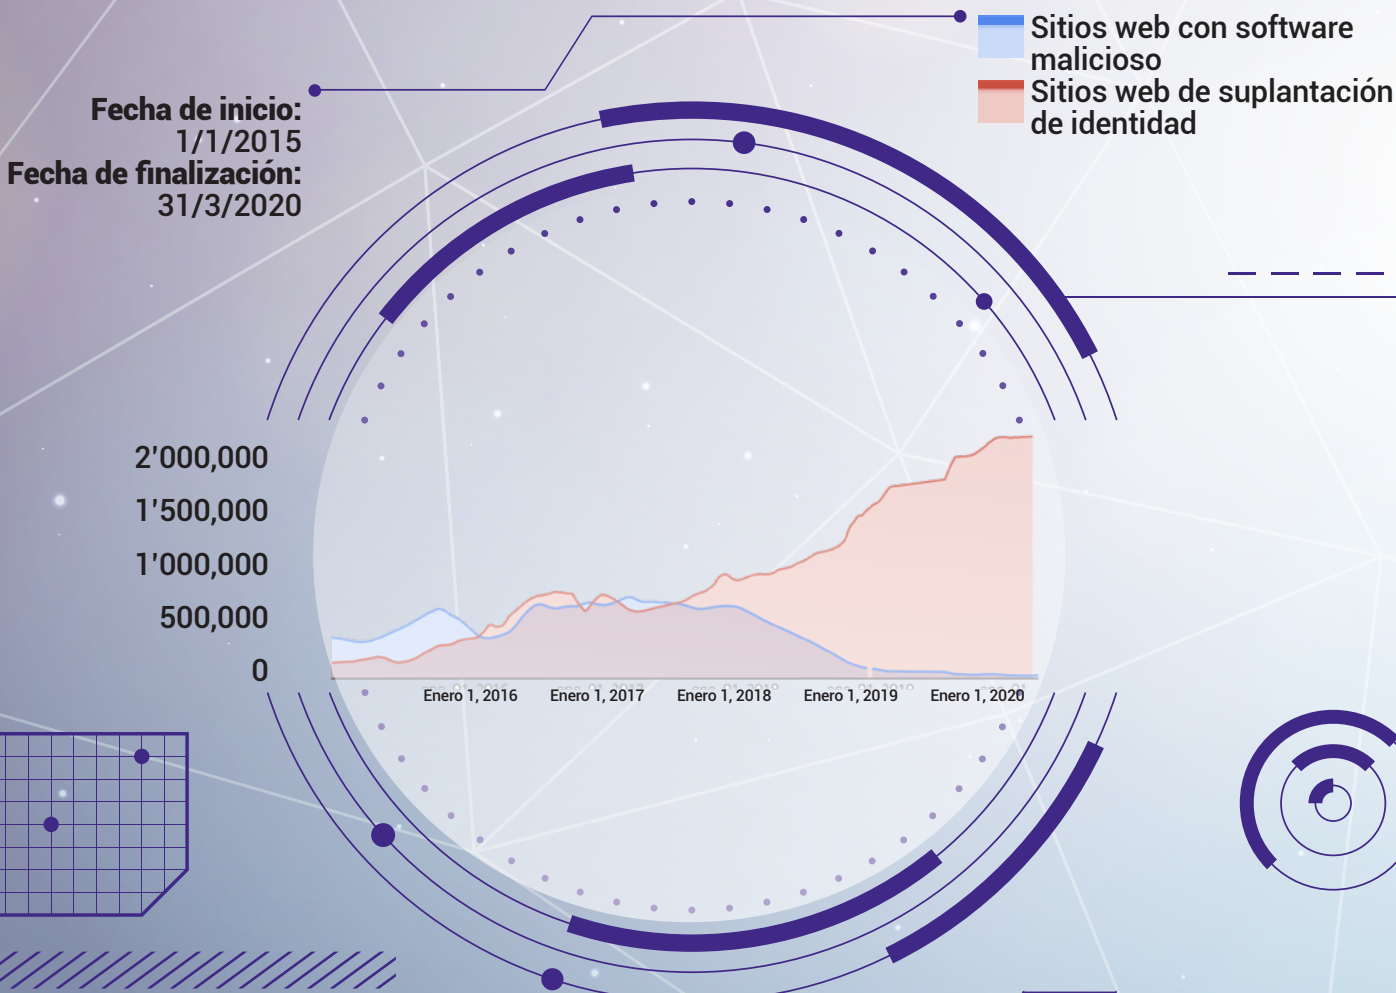 Sitios web con software
malicioso
Sitios web de suplantación
de identidad
Fecha de inicio:
1/1/2015
Fecha de finalización:
31/3/2020
2'000,000
1'500,000
1'000,000
500,000
0
Enero 1, 2016
Enero 1, 2017
Enero 1, 2018
Enero 1, 2019
Enero 1, 2020